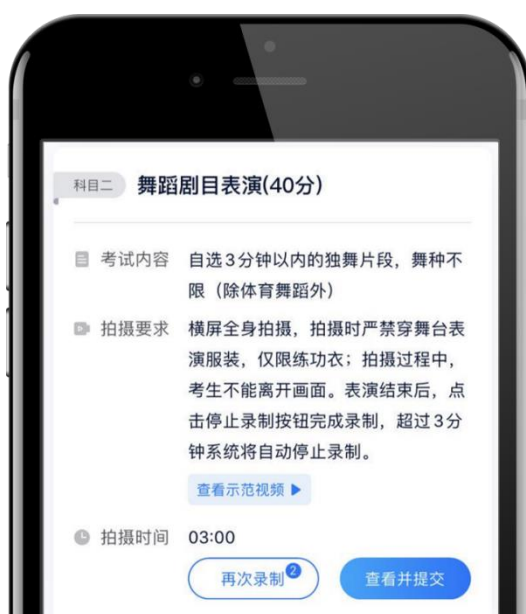 科目二 舞蹈剧目表演(40分)
考试内容 自选3分钟以内的独舞片段，舞种不
限（除体育舞蹈外）
拍摄要求 横屏全身拍摄，拍摄时严禁穿舞台表
演服装，仅限练功衣；拍摄过程中，
考生不能离开画面。表演结束后，点
击停止录制按钮完成录制，超过3分
钟系统将自动停止录制。
查看示范视频
拍摄时间 03:00
再次录制 2 查看并提交